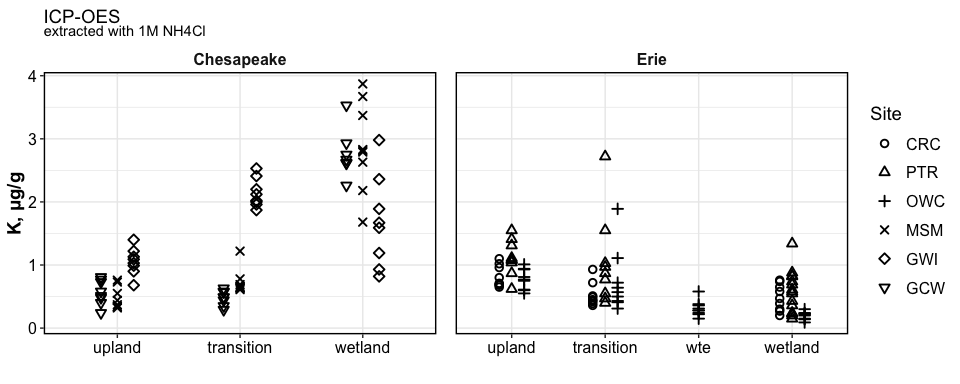 ICP-OES
extracted with 1M NH4Cl
Chesapeake
Erie
K, μg/g
4
3
2
1
0
upland transition wetland
upland transition wte wetland
Site
CRC
PTR
OWC
MSM
GWI
GCW